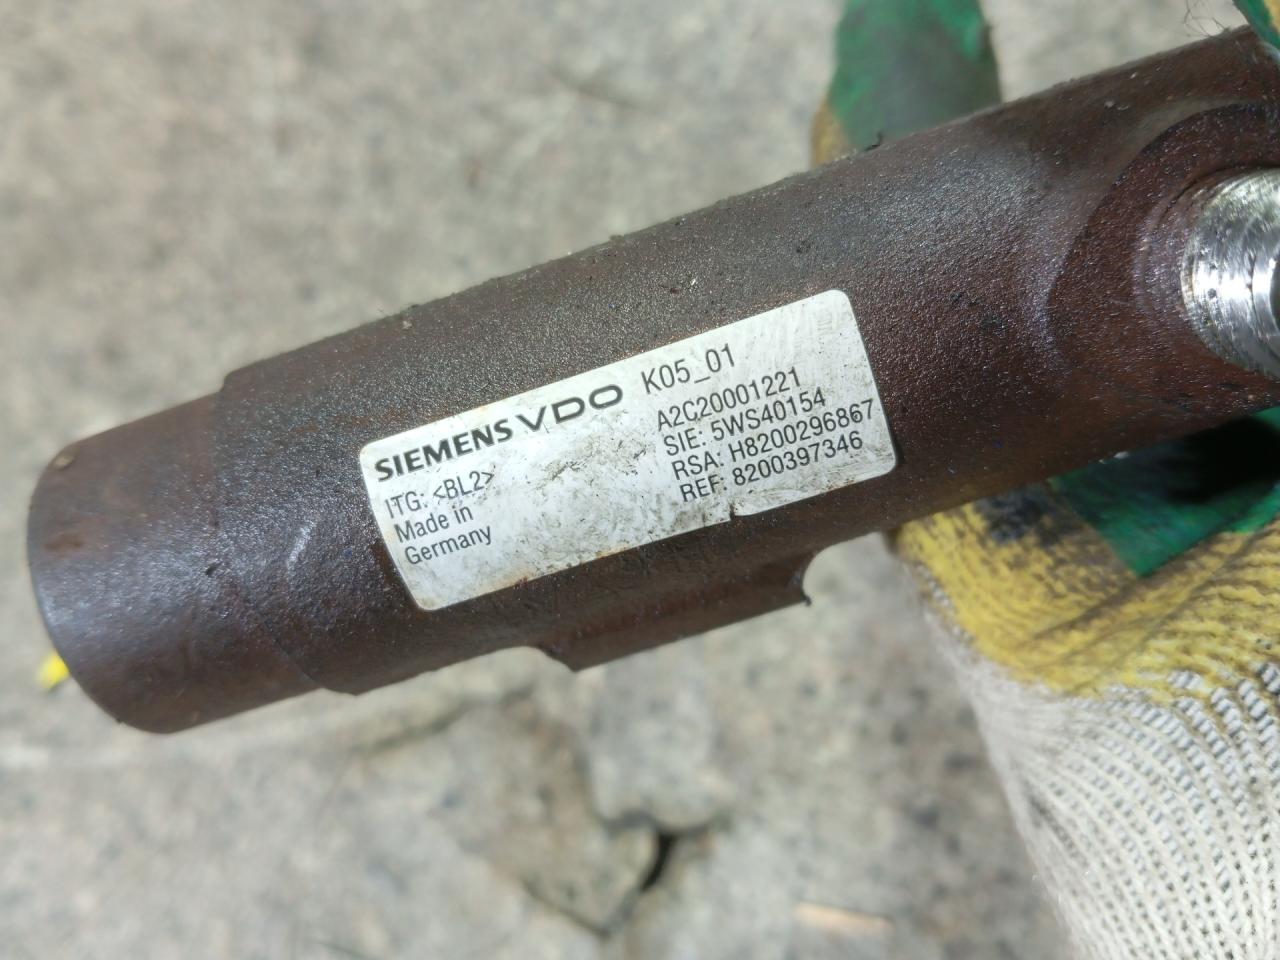 SIEMENS VDO K05_01
A2C20001221
SIE: 5WS40154
RSA: H8200296867
REF: 8200397346
ITG: <BL2>
Made in
Germany